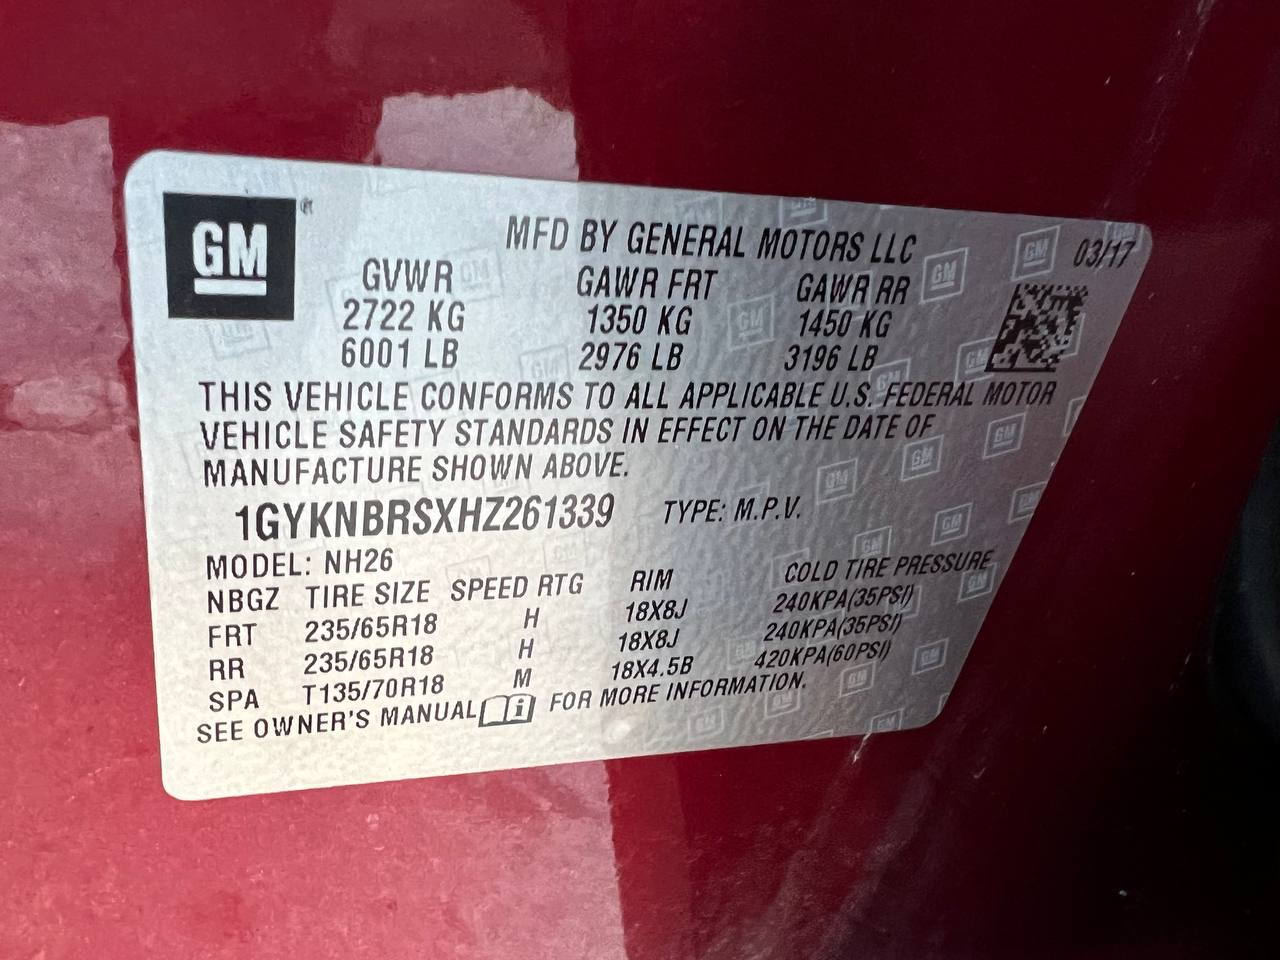 GM
MFD BY GENERAL MOTORS LLC 03/17
GVWR GAWR FRT GAWR RR
2722 KG 1350 KG 1450 KG
6001 LB 2976 LB 3196 LB
THIS VEHICLE CONFORMS TO ALL APPLICABLE U.S. FEDERAL MOTOR
VEHICLE SAFETY STANDARDS IN EFFECT ON THE DATE OF
MANUFACTURE SHOWN ABOVE.
1GYKNBRSXHZ261339 TYPE: M.P.V.
MODEL: NH26
NBGZ TIRE SIZE SPEED RTG RIM COLD TIRE PRESSURE
FRT 235/65R18 H 18X8J 240KPA(35PSI)
RR 235/65R18 H 18X8J 240KPA(35PSI)
SPA T135/70R18 M 18X4.5B 420KPA(60PSI)
SEE OWNER'S MANUAL i FOR MORE INFORMATION.